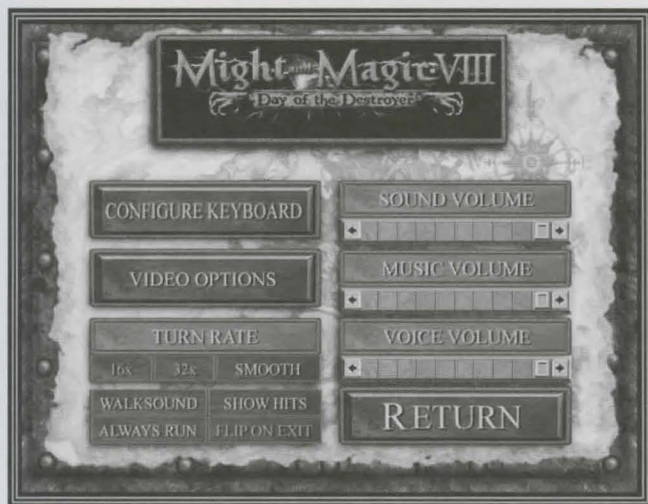 Might and Magic VIII
Day of the Destroyer
CONFIGURE KEYBOARD
VIDEO OPTIONS
TURN RATE
16x 32x SMOOTH
WALKSOUND SHOW HITS
ALWAYS RUN FLIP ON EXIT
SOUND VOLUME
MUSIC VOLUME
VOICE VOLUME
RETURN